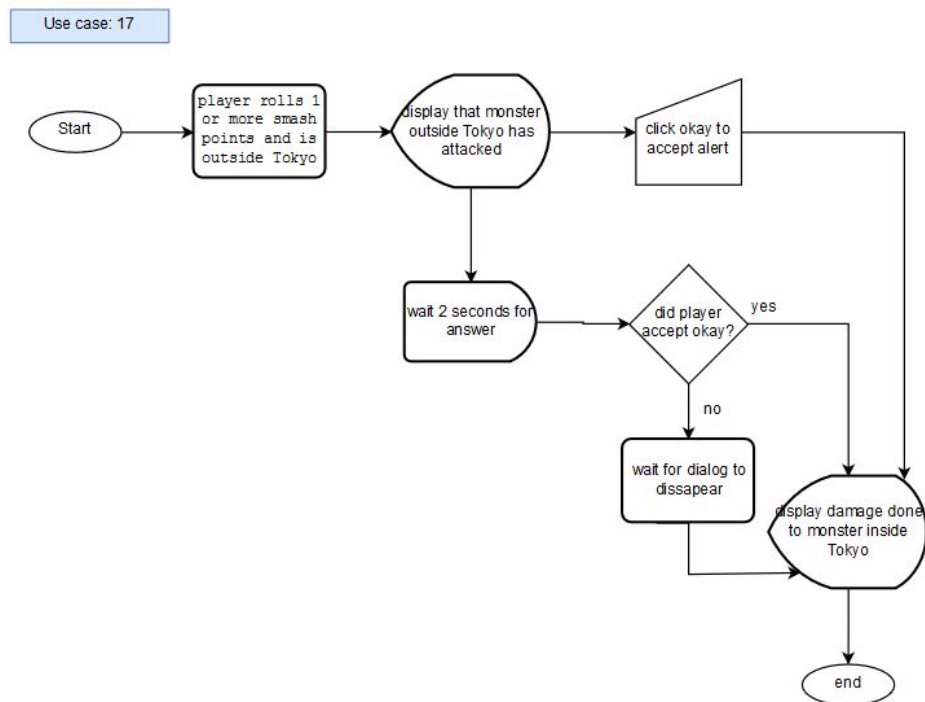 Use case: 17
Start
player rolls 1
or more smash
points and is
outside Tokyo
display that monster
outside Tokyo has
attacked
click okay to
accept alert
wait 2 seconds for
answer
did player
accept okay?
yes
no
wait for dialog to
dissapear
display damage done
to monster inside
Tokyo
end